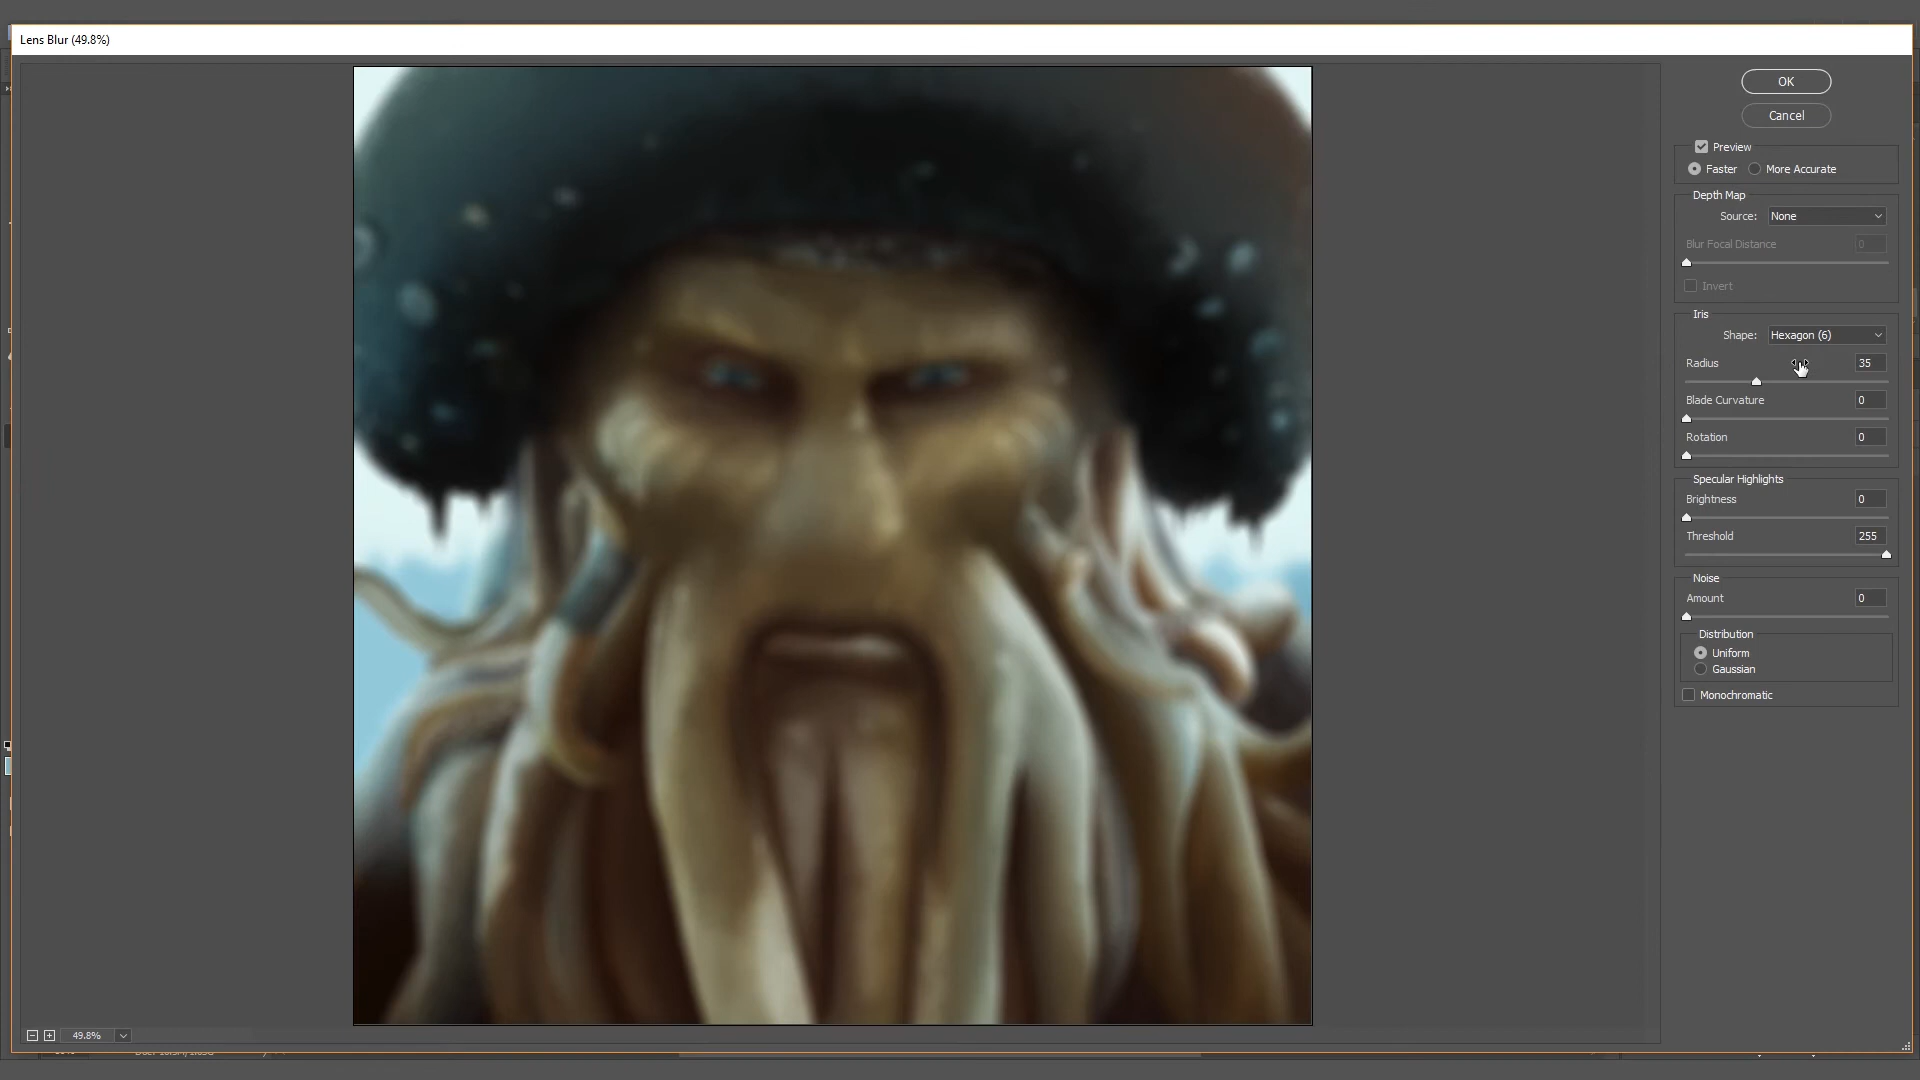 Lens Blur (49.8%)
OK
Cancel
Preview
Faster More Accurate
Depth Map
Source: None
Blur Focal Distance 0
Invert
Iris
Shape: Hexagon (6)
Radius 35
Blade Curvature 0
Rotation 0
Specular Highlights
Brightness 0
Threshold 255
Noise
Amount 0
Distribution
Uniform
Gaussian
Monochromatic
49.8%